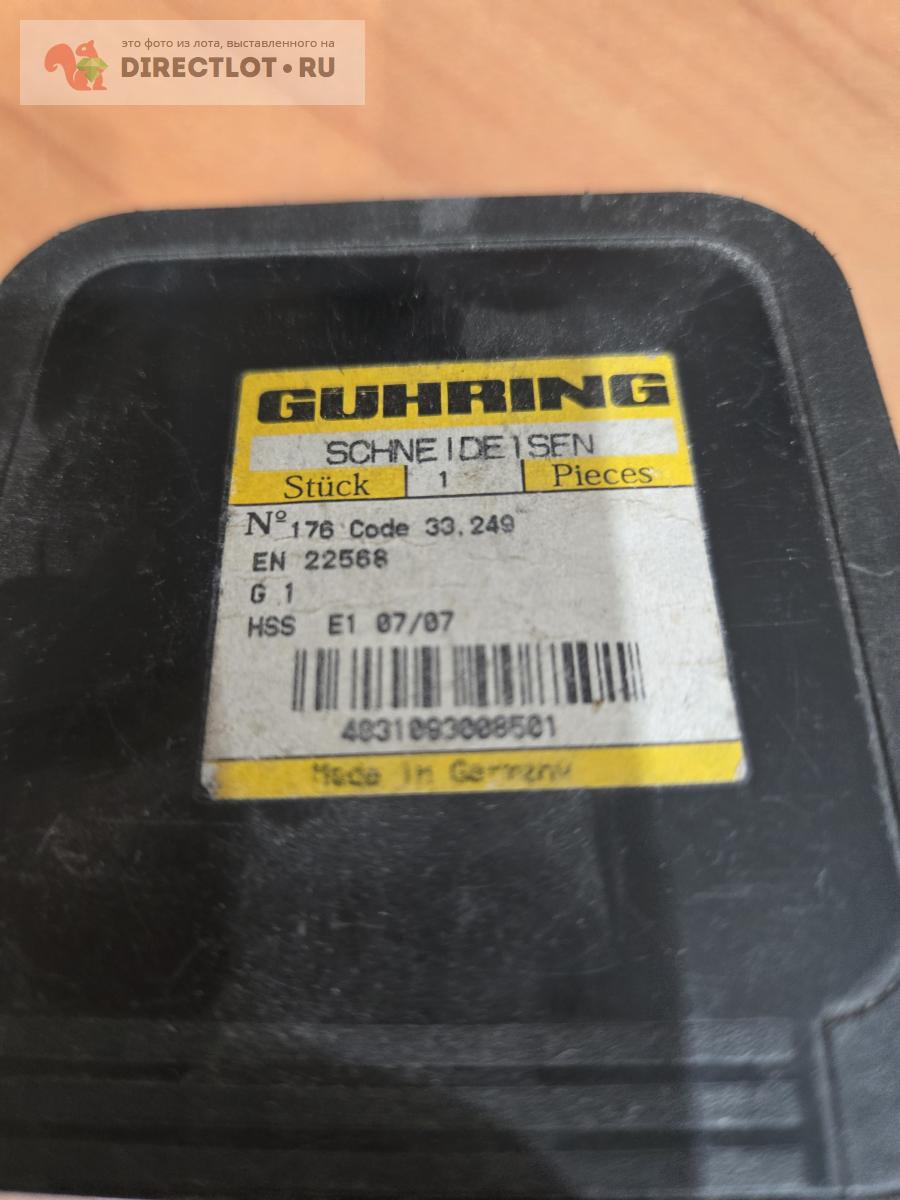 это фото из лота, выставленного на
DIRECTLOT•RU
GUHRING
SCHNEIDEISEN
Stück 1 Pieces
Nº 176 Code 33,249
EN 22568
G 1
HSS E1 07/07
4031093008501
Made in Germany